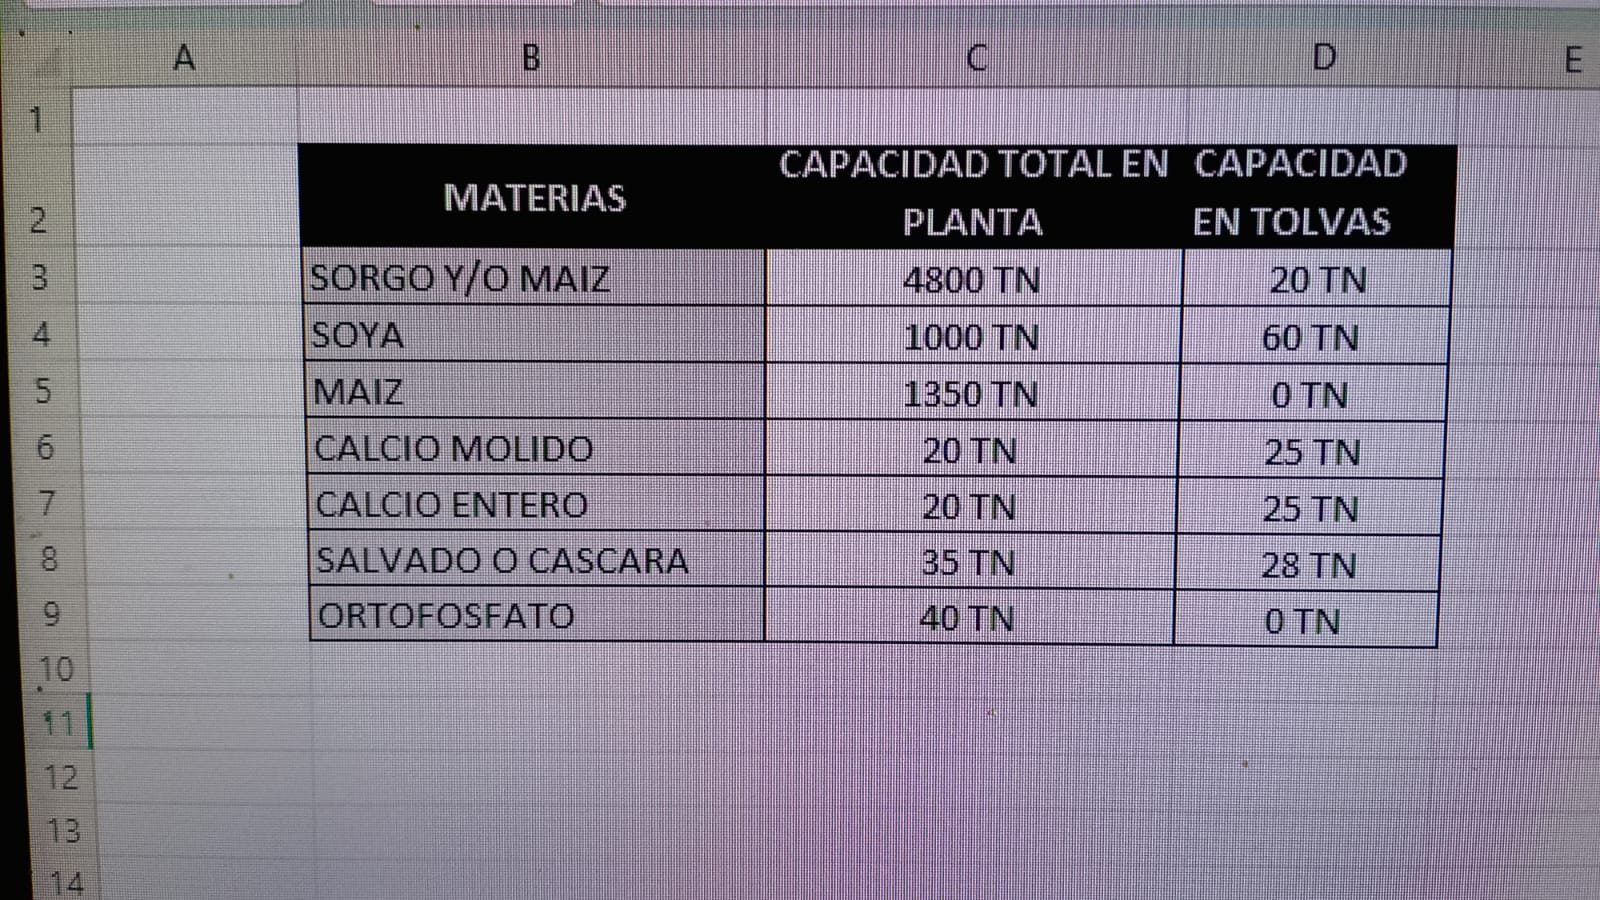 A B C D E
1
2 MATERIAS CAPACIDAD TOTAL EN PLANTA CAPACIDAD EN TOLVAS
3 SORGO Y/O MAIZ 4800 TN 20 TN
4 SOYA 1000 TN 60 TN
5 MAIZ 1350 TN 0 TN
6 CALCIO MOLIDO 20 TN 25 TN
7 CALCIO ENTERO 20 TN 25 TN
8 SALVADO O CASCARA 35 TN 28 TN
9 ORTOFOSFATO 40 TN 0 TN
10
11
12
13
14